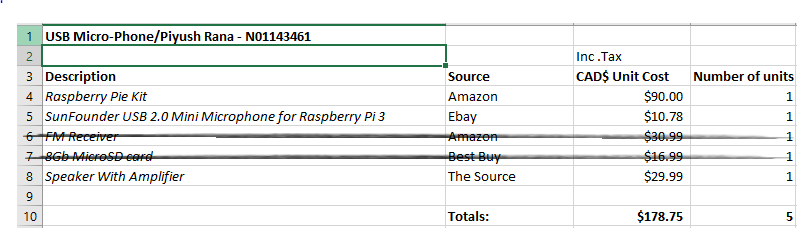 1 USB Micro-Phone/Piyush Rana - N01143461
2 Inc .Tax
3 Description Source CAD$ Unit Cost Number of units
4 Raspberry Pie Kit Amazon $90.00 1
5 SunFounder USB 2.0 Mini Microphone for Raspberry Pi 3 Ebay $10.78 1
6 FM Receiver Amazon $30.99 1
7 8Gb MicroSD card Best Buy $16.99 1
8 Speaker With Amplifier The Source $29.99 1
9
10 Totals: $178.75 5